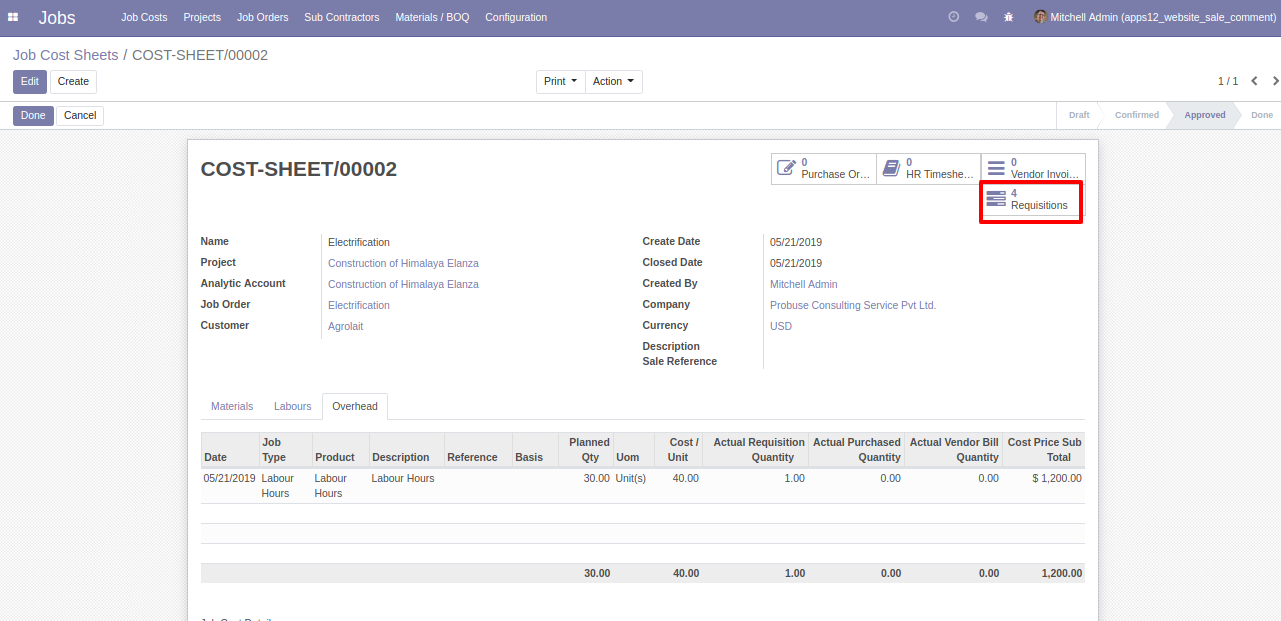 Jobs Job Costs Projects Job Orders Sub Contractors Materials / BOQ Configuration Mitchell Admin (apps12_website_sale_comment)
Job Cost Sheets / COST-SHEET/00002
Edit Create Print Action 1 / 1
Done Cancel Draft Confirmed Approved Done
COST-SHEET/00002
0
Purchase Or...
0
HR Timeshe...
0
Vendor Invoi...
4
Requisitions
Name Electrification
Project Construction of Himalaya Elanza
Analytic Account Construction of Himalaya Elanza
Job Order Electrification
Customer Agrolait
Create Date 05/21/2019
Closed Date 05/21/2019
Created By Mitchell Admin
Company Probuse Consulting Service Pvt Ltd.
Currency USD
Description
Sale Reference
Materials Labours Overhead
Date Job Type Product Description Reference Basis Planned Qty Uom Cost / Unit Actual Requisition Quantity Actual Purchased Quantity Actual Vendor Bill Quantity Cost Price Sub Total
05/21/2019 Labour Hours Labour Hours Labour Hours 30.00 Unit(s) 40.00 1.00 0.00 0.00 $ 1,200.00
30.00 40.00 1.00 0.00 0.00 1,200.00